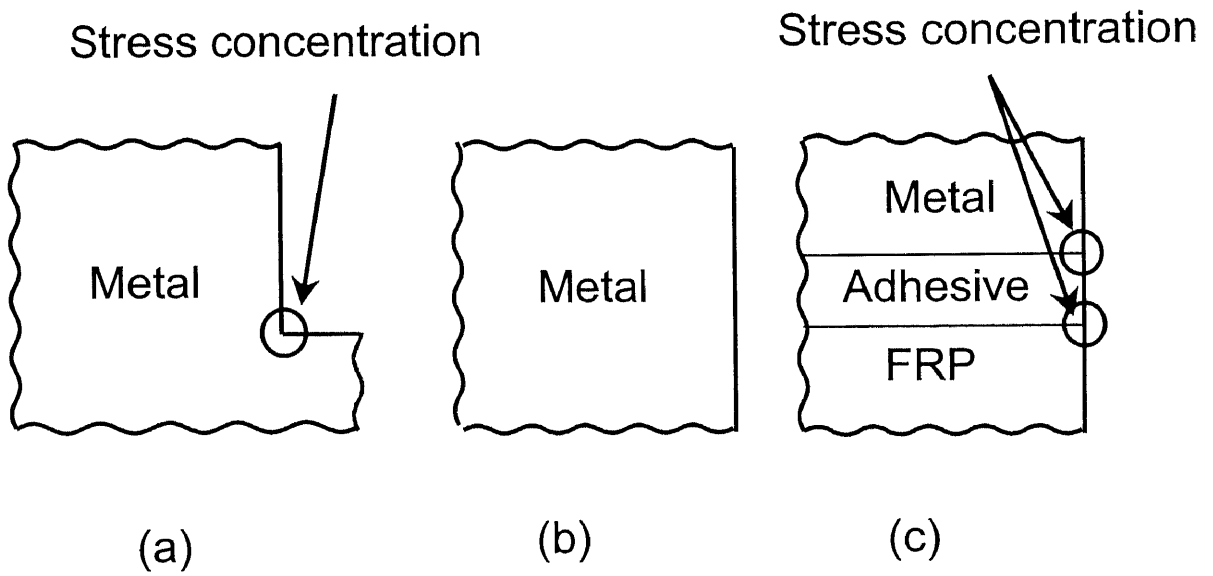 Stress concentration
Stress concentration
Metal
Metal
Metal
Adhesive
FRP
(a)
(b)
(c)